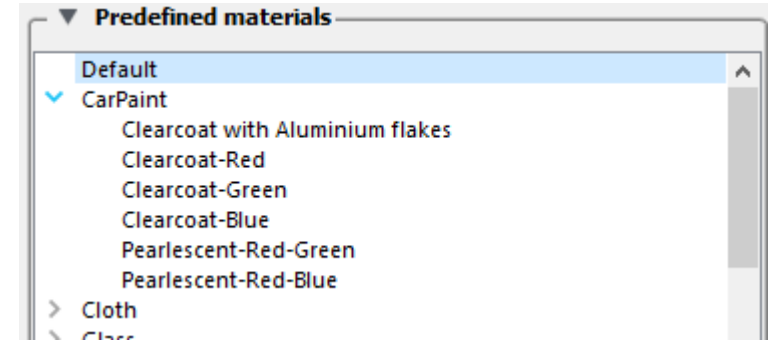 Predefined materials
Default
CarPaint
Clearcoat with Aluminium flakes
Clearcoat-Red
Clearcoat-Green
Clearcoat-Blue
Pearlescent-Red-Green
Pearlescent-Red-Blue
Cloth
Glass